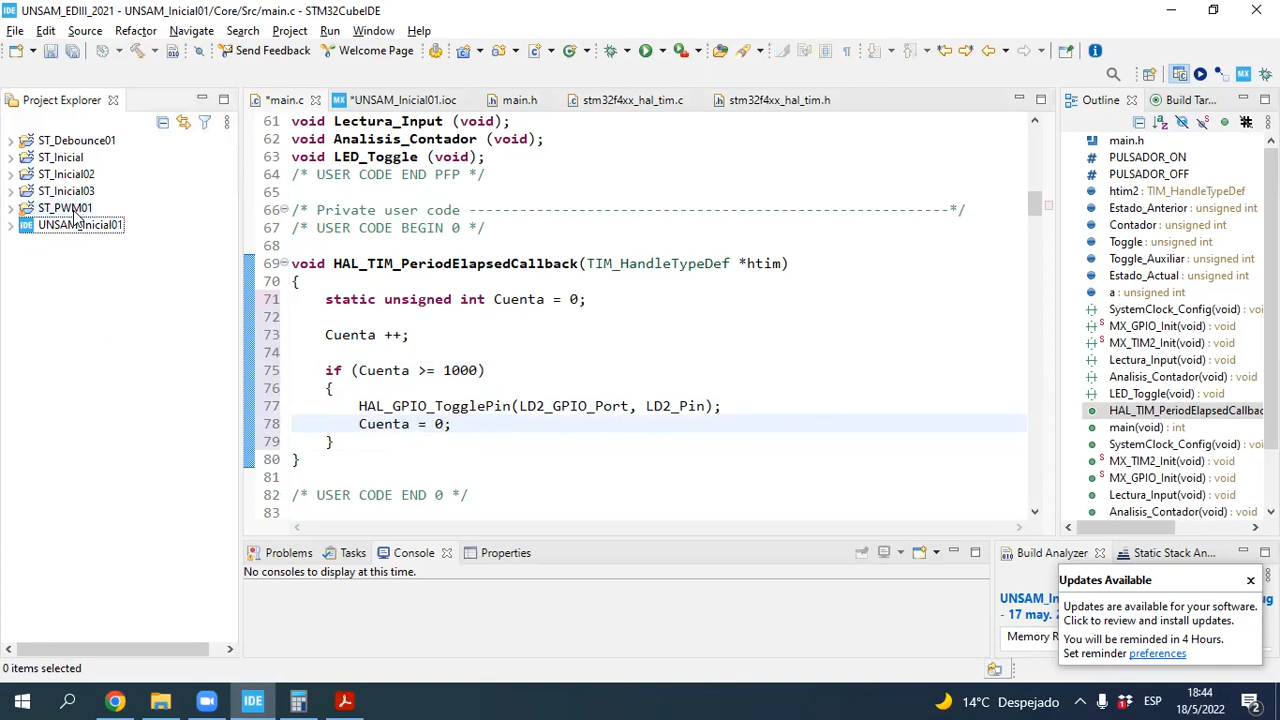 UNSAM_EDIII_2021 - UNSAM_Inicial01/Core/Src/main.c - STM32CubeIDE
File Edit Source Refactor Navigate Search Project Run Window Help
Send Feedback Welcome Page
Project Explorer
*main.c *UNSAM_Inicial01.ioc main.h stm32f4xx_hal_tim.c stm32f4xx_hal_tim.h
Outline Build Tar...
ST_Debounce01
ST_Inicial
ST_Inicial02
ST_Inicial03
ST_PWM01
UNSAM_Inicial01
61 void Lectura_Input (void);
62 void Analisis_Contador (void);
63 void LED_Toggle (void);
64 /* USER CODE END PFP */
65
66 /* Private user code ---------------------------------------------------------*/
67 /* USER CODE BEGIN 0 */
68
69 void HAL_TIM_PeriodElapsedCallback(TIM_HandleTypeDef *htim)
70 {
71 static unsigned int Cuenta = 0;
72
73 Cuenta ++;
74
75 if (Cuenta >= 1000)
76 {
77 HAL_GPIO_TogglePin(LD2_GPIO_Port, LD2_Pin);
78 Cuenta = 0;
79 }
80 }
81
82 /* USER CODE END 0 */
83
main.h
PULSADOR_ON
PULSADOR_OFF
htim2 : TIM_HandleTypeDef
Estado_Anterior : unsigned int
Contador : unsigned int
Toggle : unsigned int
Toggle_Auxiliar : unsigned int
Estado_Actual : unsigned int
a : unsigned int
SystemClock_Config(void) : void
MX_GPIO_Init(void) : void
MX_TIM2_Init(void) : void
Lectura_Input(void) : void
Analisis_Contador(void) : void
LED_Toggle(void) : void
HAL_TIM_PeriodElapsedCallbac
main(void) : int
SystemClock_Config(void) : void
MX_TIM2_Init(void) : void
MX_GPIO_Init(void) : void
Lectura_Input(void) : void
Analisis_Contador(void) : void
Problems Tasks Console Properties
No consoles to display at this time.
Build Analyzer Static Stack An...
UNSAM_In
ug
- 17 may. 2
Memory R
Updates Available
Updates are available for your software.
Click to review and install updates.
You will be reminded in 4 Hours.
Set reminder preferences
0 items selected
IDE
14°C Despejado
ESP
18:44
18/5/2022
2